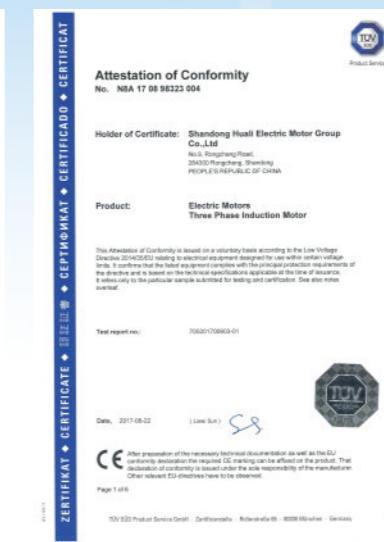 ZERTIFIKAT ◆ CERTIFICATE ◆ 認証証書 ◆ СЕРТИФИКАТ ◆ CERTIFICADO ◆ CERTIFICAT
TÜV
SÜD
Product Service
Attestation of Conformity
No. N8A 17 08 98323 004
Holder of Certificate: Shandong Huali Electric Motor Group
Co.,Ltd
No.9, Rongchang Road,
264300 Rongcheng, Shandong
PEOPLE'S REPUBLIC OF CHINA
Product: Electric Motors
Three Phase Induction Motor
This Attestation of Conformity is issued on a voluntary basis according to the Low Voltage
Directive 2014/35/EU relating to electrical equipment designed for use within certain voltage
limits. It confirms that the listed equipment complies with the principal protection requirements of
the directive and is based on the technical specifications applicable at the time of issuance.
It refers only to the particular sample submitted for testing and certification. See also notes
overleaf.
Test report no.:
TÜV
Date, 2017-08-22
CE After preparation of the necessary technical documentation as well as the EU
conformity declaration the required CE marking can be affixed on the product. That
declaration of conformity is issued under the sole responsibility of the manufacturer.
Other relevant EU-directives have to be observed.
Page 1 of 6
TÜV SÜD Product Service GmbH · Zertifizierstelle · Ridlerstraße 65 · 80339 München · Germany